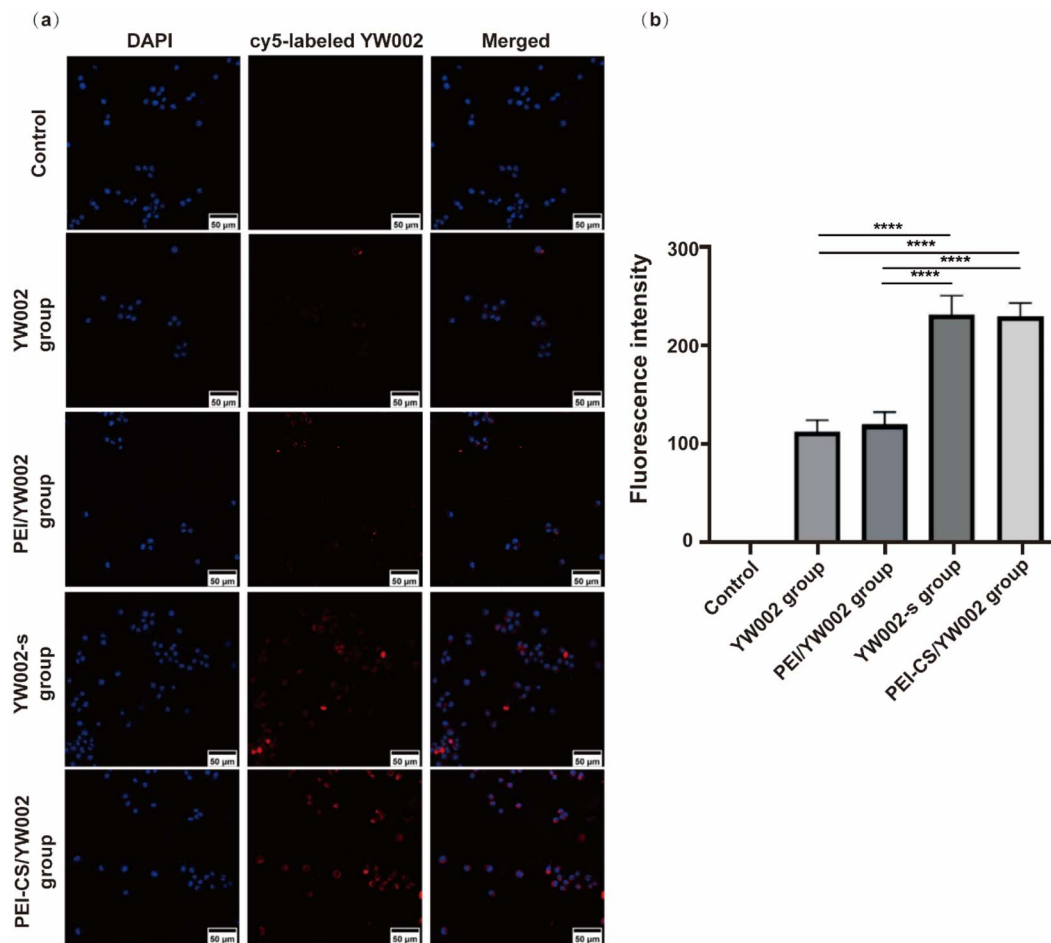 (a)
DAPI cy5-labeled YW002 Merged
Control
50 μm 50 μm 50 μm
YW002
group
50 μm 50 μm 50 μm
PEI/YW002
group
50 μm 50 μm 50 μm
YW002-s
group
50 μm 50 μm 50 μm
PEI-CS/YW002
group
50 μm 50 μm 50 μm
(b)
****
****
****
****
Fluorescence intensity
300
200
100
0
Control
YW002 group
PEI/YW002 group
YW002-s group
PEI-CS/YW002 group